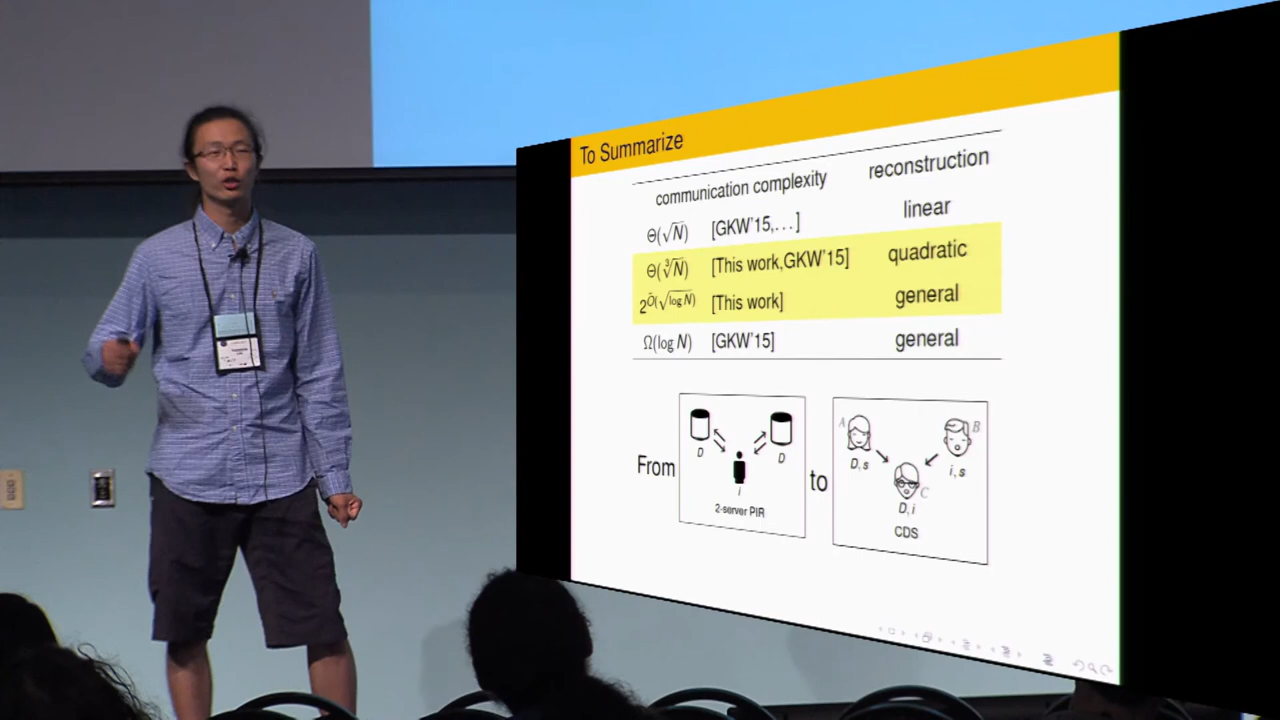 To Summarize
communication complexity reconstruction
Θ(√N) [GKW'15,...] linear
Θ(∛N) [This work,GKW'15] quadratic
2^Õ(√log N) [This work] general
Ω(log N) [GKW'15] general
From
D D
i
2-server PIR
to
A B
D, s i, s
C
D, i
CDS